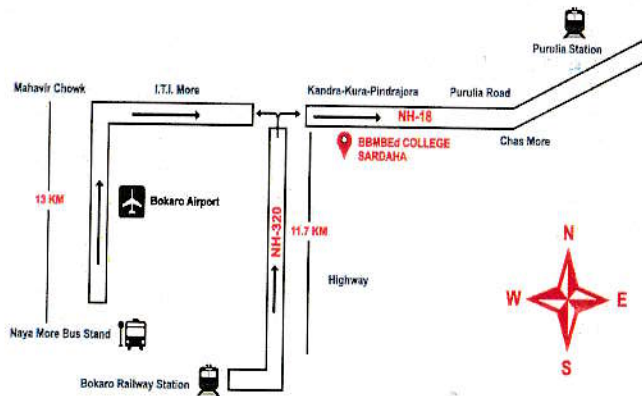 Purulia Station
Mahavir Chowk
I.T.I. More
Kandra-Kura-Pindrajora
Purulia Road
NH-18
Chas More
BBMBEd COLLEGE
SARDAHA
13 KM
Bokaro Airport
NH-320
11.7 KM
Highway
N
W
E
S
Naya More Bus Stand
Bokaro Railway Station